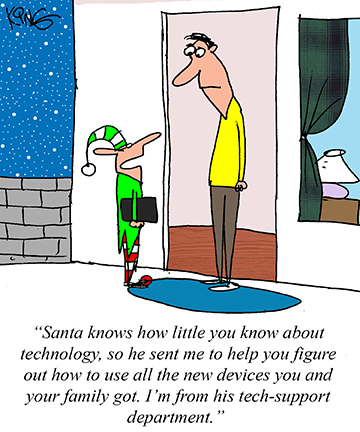 KING
“Santa knows how little you know about
technology, so he sent me to help you figure
out how to use all the new devices you and
your family got. I’m from his tech-support
department.”